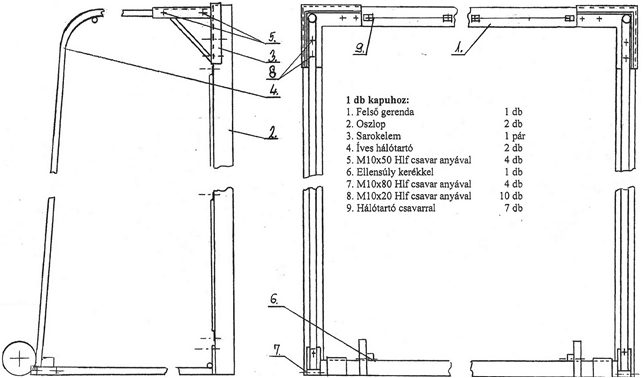 5.
3.
8
4.
2.
9.
1.
1 db kapuhoz:
1. Felső gerenda 1 db
2. Oszlop 2 db
3. Sarokelem 1 pár
4. Íves hálótartó 2 db
5. M10x50 Hlf csavar anyával 4 db
6. Ellensúly kerékkel 1 db
7. M10x80 Hlf csavar anyával 4 db
8. M10x20 Hlf csavar anyával 10 db
9. Hálótartó csavarral 7 db
6.
7.